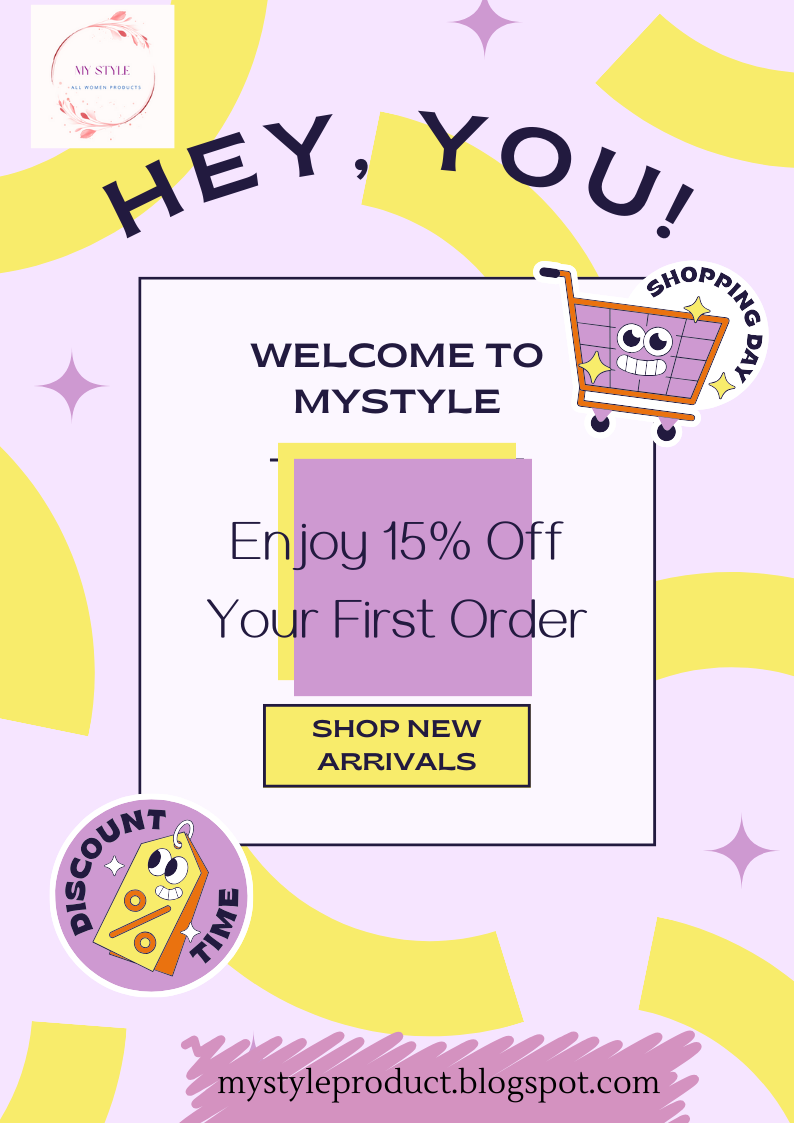 MY STYLE
ALL WOMEN PRODUCTS
HEY, YOU!
SHOPPING DAY
WELCOME TO
MYSTYLE
Enjoy 15% Off
Your First Order
SHOP NEW
ARRIVALS
DISCOUNT
TIME
mystyleproduct.blogspot.com